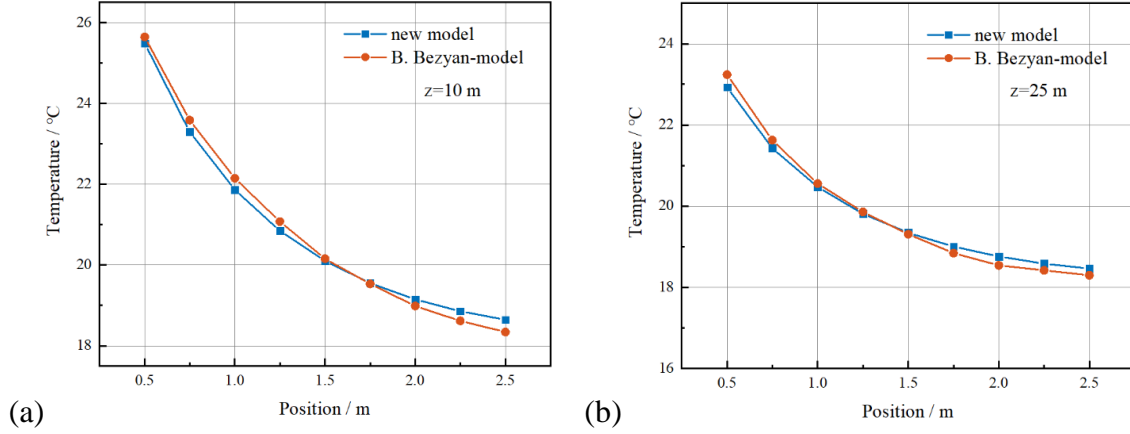 26
24
22
20
18
Temperature / °C
new model
B. Bezyan-model
z=10 m
0.5 1.0 1.5 2.0 2.5
Position / m
(a)
24
22
20
18
16
Temperature / °C
new model
B. Bezyan-model
z=25 m
0.5 1.0 1.5 2.0 2.5
Position / m
(b)